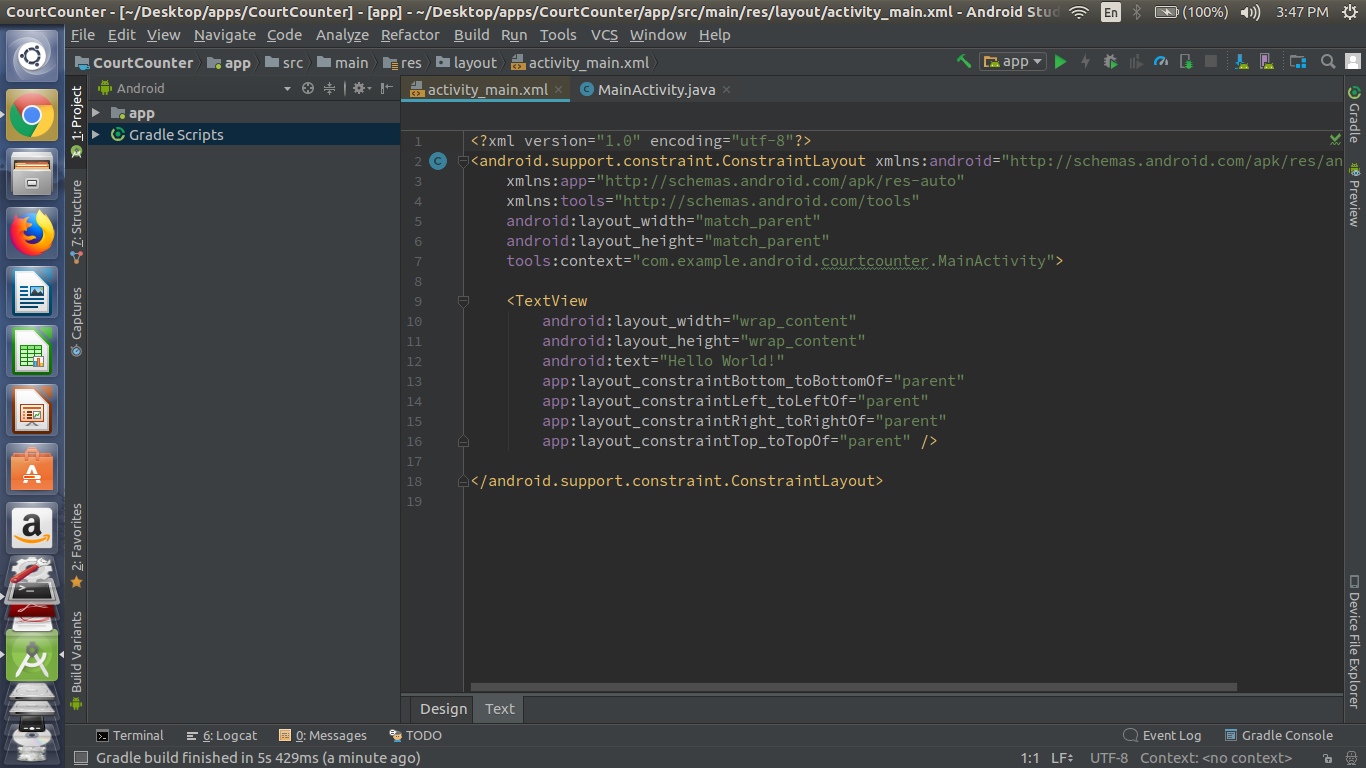 CourtCounter - [~/Desktop/apps/CourtCounter] - [app] - ~/Desktop/apps/CourtCounter/app/src/main/res/layout/activity_main.xml - Android Stud
En
(100%)
3:47 PM
File Edit View Navigate Code Analyze Refactor Build Run Tools VCS Window Help
CourtCounter app src main res layout activity_main.xml
app
Android
activity_main.xml
MainActivity.java
app
Gradle Scripts
1: Project
7: Structure
Captures
2: Favorites
Build Variants
1 <?xml version="1.0" encoding="utf-8"?>
2 <android.support.constraint.ConstraintLayout xmlns:android="http://schemas.android.com/apk/res/an
3 xmlns:app="http://schemas.android.com/apk/res-auto"
4 xmlns:tools="http://schemas.android.com/tools"
5 android:layout_width="match_parent"
6 android:layout_height="match_parent"
7 tools:context="com.example.android.courtcounter.MainActivity">
8
9 <TextView
10 android:layout_width="wrap_content"
11 android:layout_height="wrap_content"
12 android:text="Hello World!"
13 app:layout_constraintBottom_toBottomOf="parent"
14 app:layout_constraintLeft_toLeftOf="parent"
15 app:layout_constraintRight_toRightOf="parent"
16 app:layout_constraintTop_toTopOf="parent" />
17
18 </android.support.constraint.ConstraintLayout>
19
Gradle
Preview
Device File Explorer
Design Text
Terminal 6: Logcat 0: Messages TODO
Event Log Gradle Console
Gradle build finished in 5s 429ms (a minute ago)
1:1 LF UTF-8 Context: <no context>